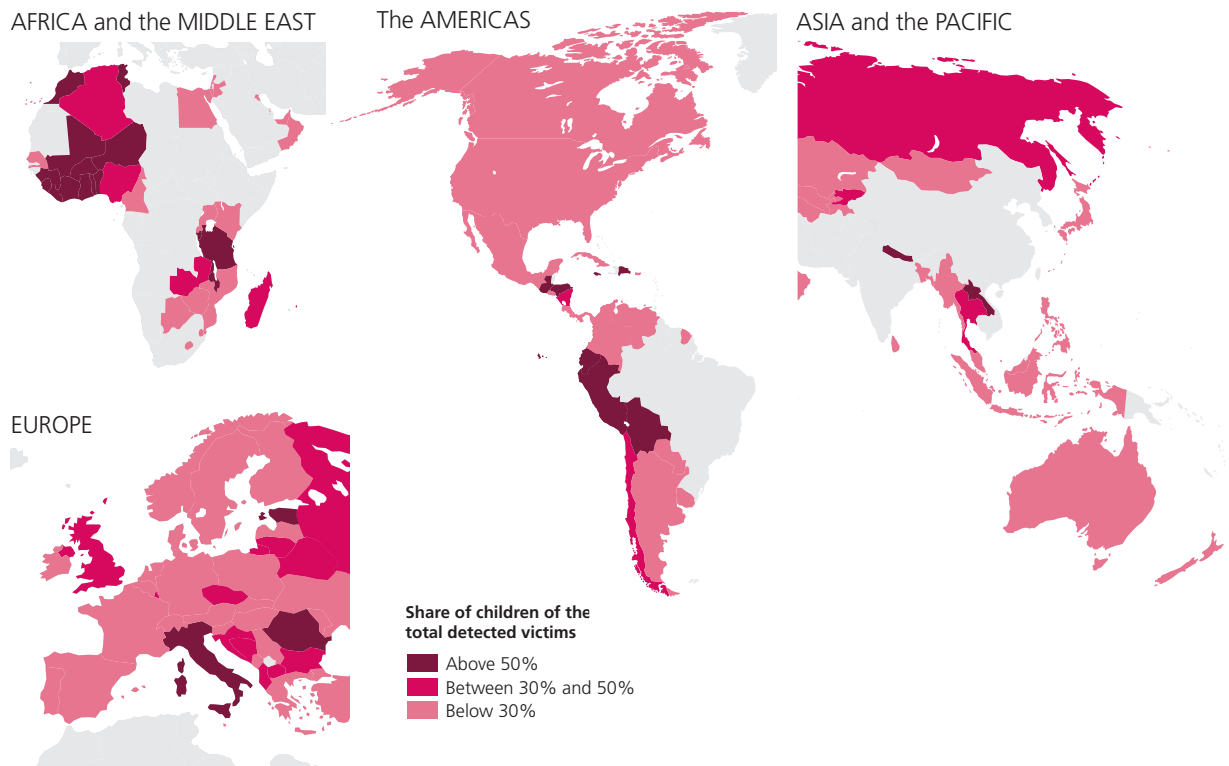 AFRICA and the MIDDLE EAST
The AMERICAS
ASIA and the PACIFIC
EUROPE
Share of children of the
total detected victims
Above 50%
Between 30% and 50%
Below 30%